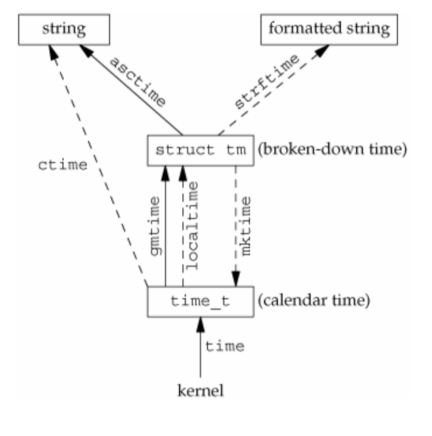 string
formatted string
asctime
strftime
struct tm (broken-down time)
ctime
gmtime
localtime
mktime
time_t (calendar time)
time
kernel